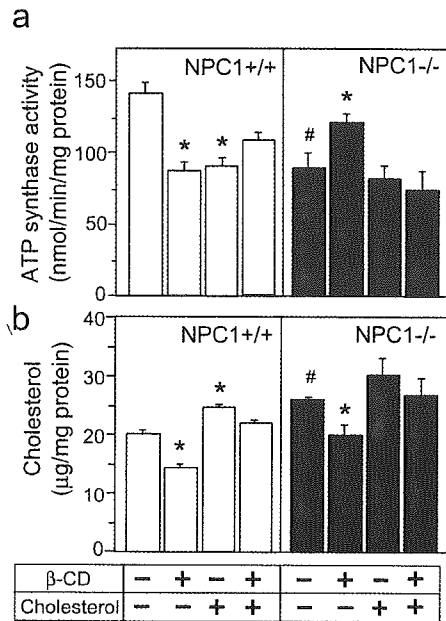 a
NPC1+/+ NPC1-/-
ATP synthase activity
(nmol/min/mg protein)
150
100
50
0
* * # *
b
NPC1+/+ NPC1-/-
Cholesterol
(µg/mg protein)
40
30
20
15
0
* * # *
β-CD − + − + − + − +
Cholesterol − − + + − − + +